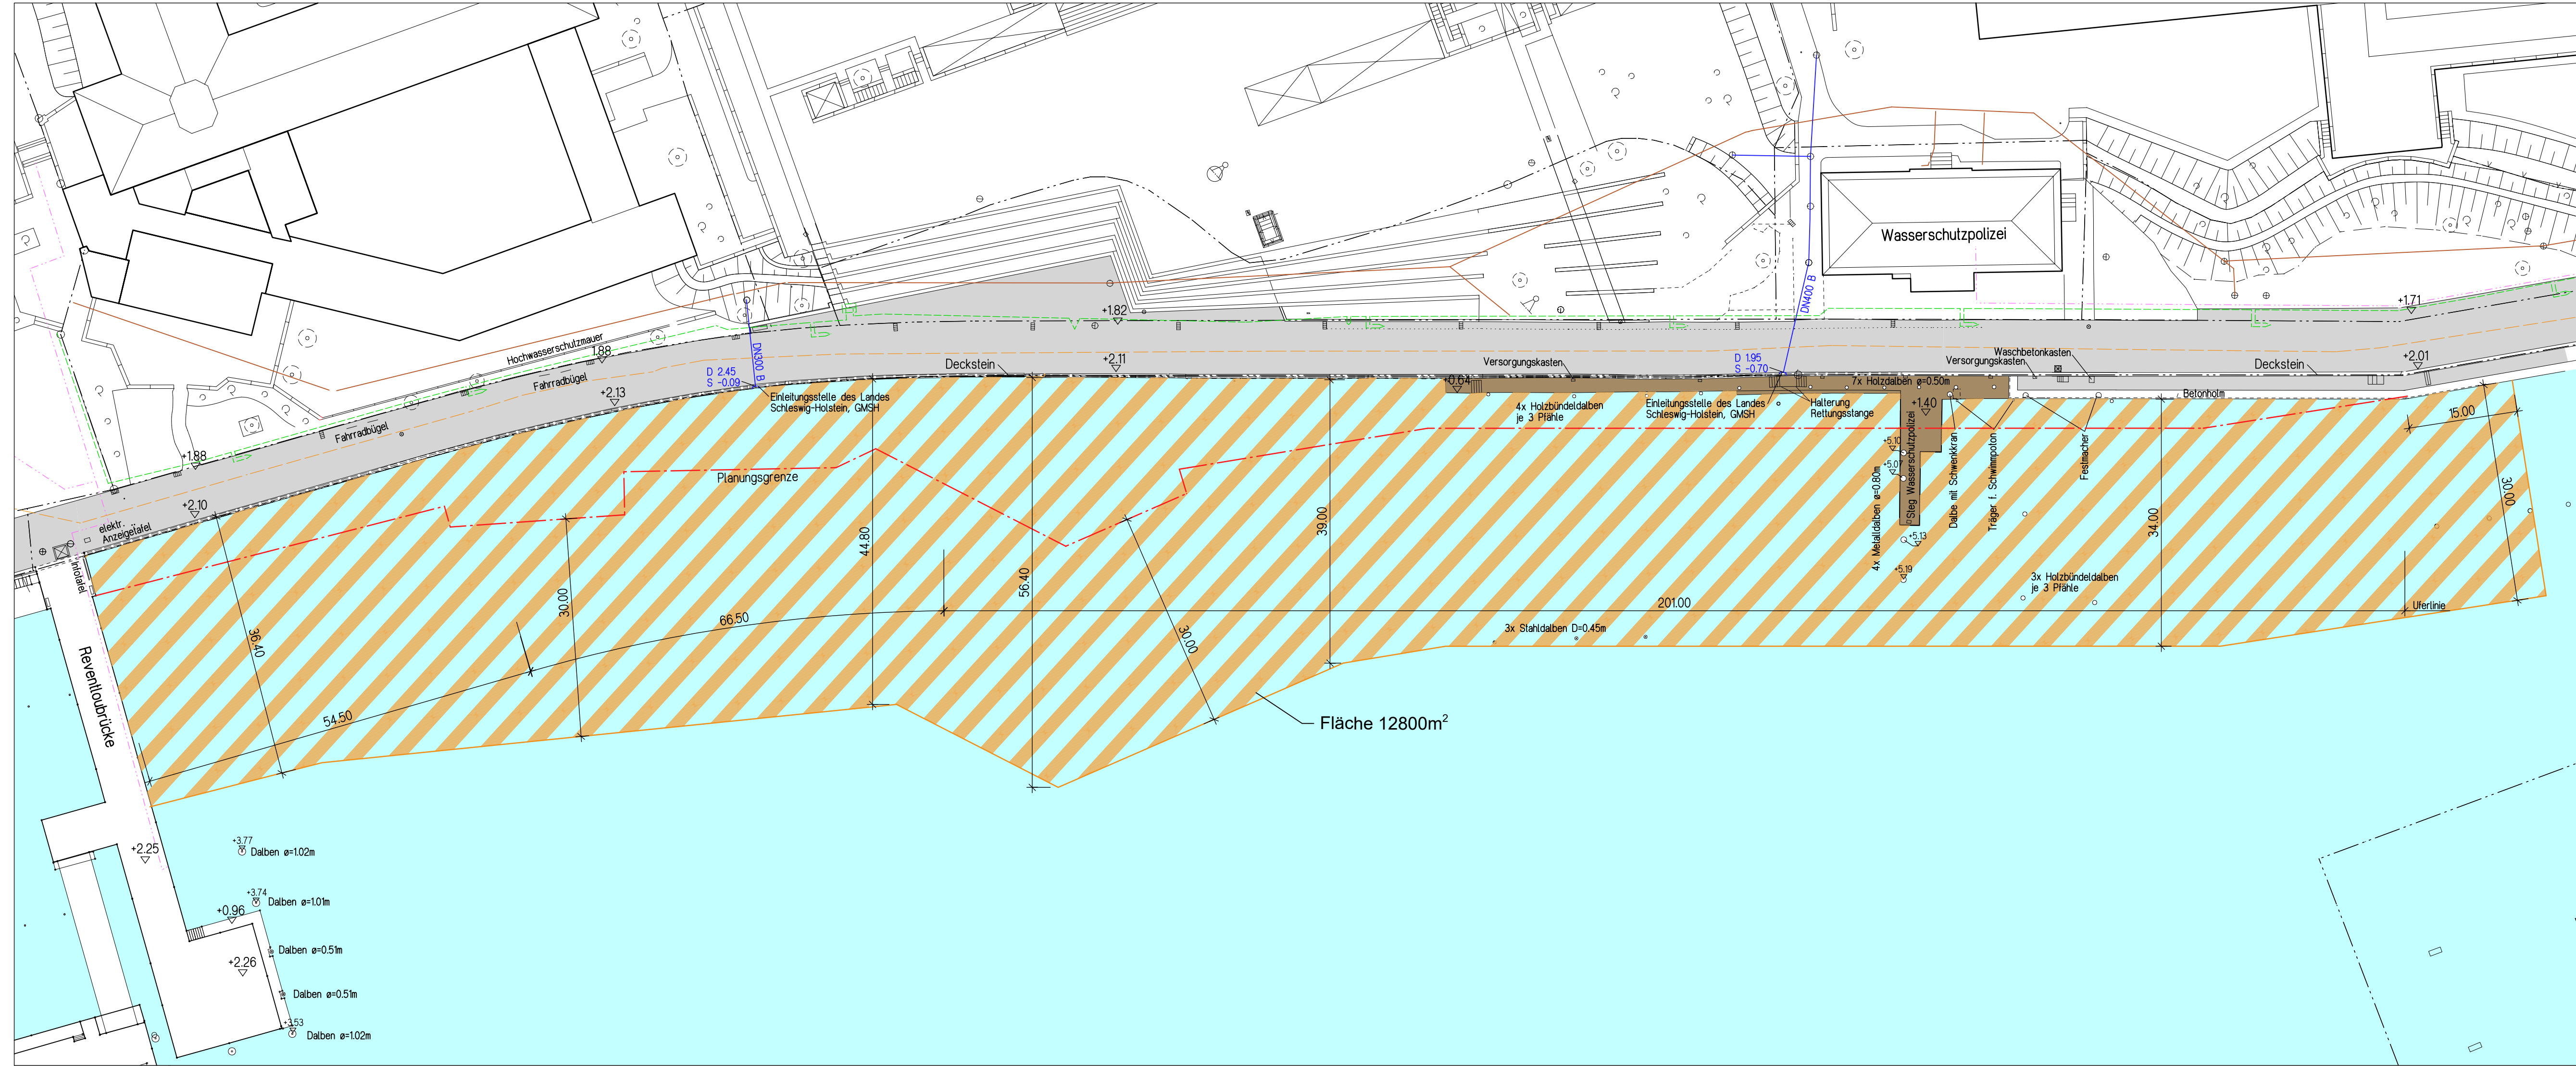 Wasserschutzpolizei
DN400 B
+1.71
+1.82
Hochwasserschutzmauer
1.88
DN300 B
D 2.45
S -0.09
Deckstein
+2.11
Versorgungskasten
D 1.95
S -0.70
Waschbetonkasten
Versorgungskasten
Deckstein
+2.01
Fahrradbügel
+2.13
Einleitungsstelle des Landes
Schleswig-Holstein, GMSH
+0.64
4x Holzbündeldalben
je 3 Pfähle
Einleitungsstelle des Landes
Schleswig-Holstein, GMSH
Halterung
Rettungsstange
7x Holzdalben ø=0.50m
+1.40
Betonholm
15.00
Fahrradbügel
+1.88
+5.10
+5.07
Steg Wasserschutzpolizei
Dalbe mit Schwenkkran
Träger f. Schwimmpoton
Festmacher
Planungsgrenze
+2.10
elektr.
Anzeigetafel
Infotafel
4x Metalldalben ø=0.80m
+5.13
+5.19
30.00
34.00
39.00
44.80
56.40
30.00
36.40
66.50
201.00
3x Holzbündeldalben
je 3 Pfähle
Uferlinie
3x Stahldalben D=0.45m
30.00
54.50
Reventloubrücke
Fläche 12800m²
+2.25
+3.77
Dalben ø=1.02m
+3.74
Dalben ø=1.01m
+0.96
Dalben ø=0.51m
+2.26
Dalben ø=0.51m
+3.53
Dalben ø=1.02m